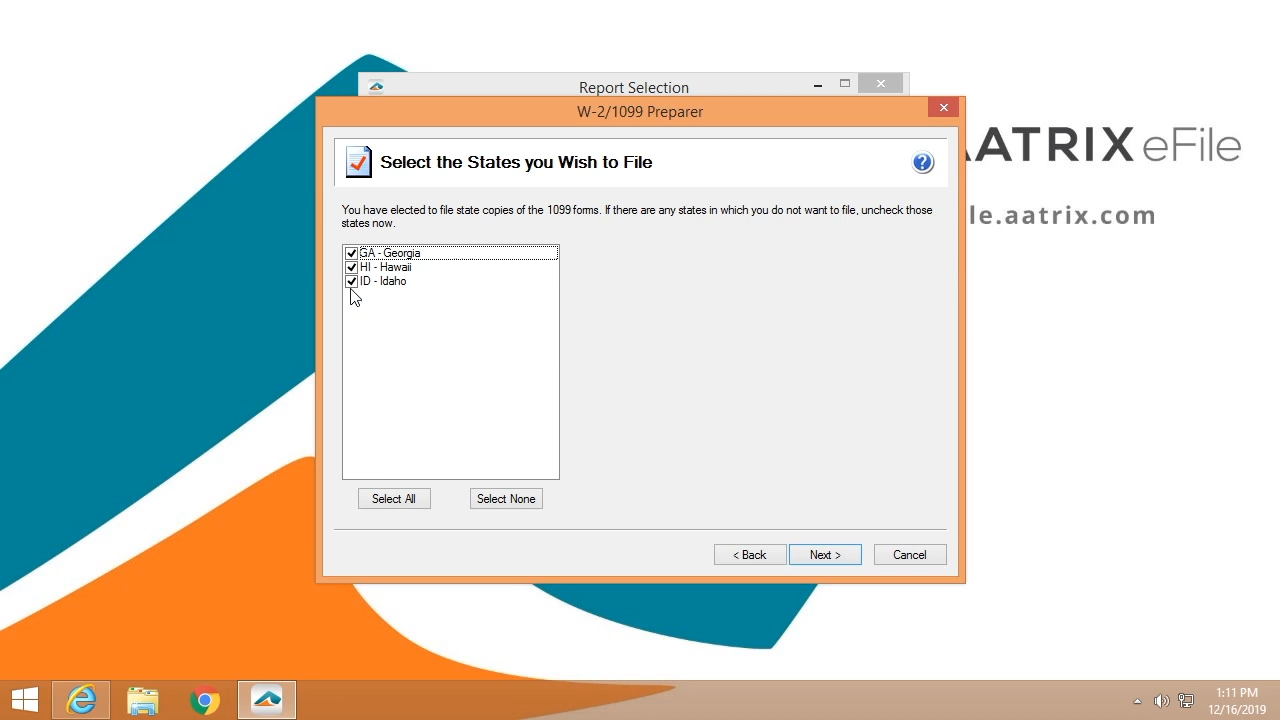 Report Selection
W-2/1099 Preparer
AATRIX eFile
Select the States you Wish to File
?
You have elected to file state copies of the 1099 forms. If there are any states in which you do not want to file, uncheck those
states now.
le.aatrix.com
GA - Georgia
HI - Hawaii
ID - Idaho
Select All
Select None
< Back
Next >
Cancel
1:11 PM
12/16/2019